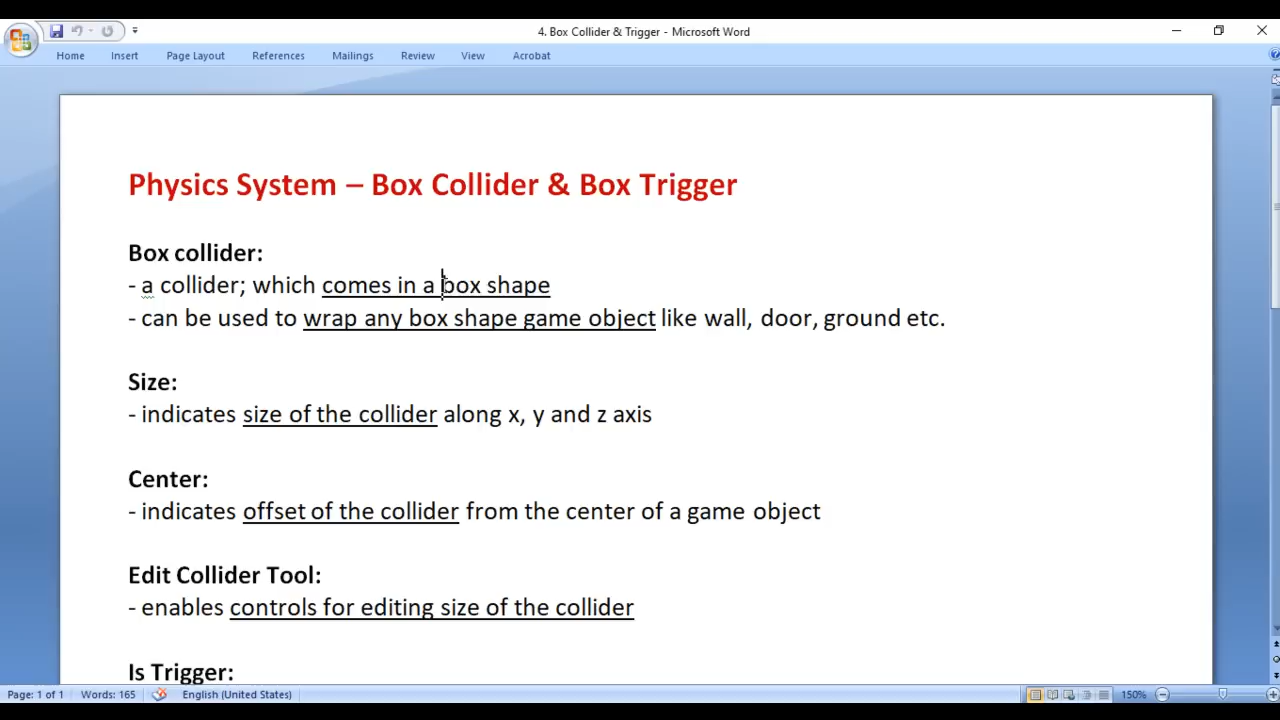 4. Box Collider & Trigger - Microsoft Word
Home Insert Page Layout References Mailings Review View Acrobat
Physics System – Box Collider & Box Trigger
Box collider:
- a collider; which comes in a box shape
- can be used to wrap any box shape game object like wall, door, ground etc.
Size:
- indicates size of the collider along x, y and z axis
Center:
- indicates offset of the collider from the center of a game object
Edit Collider Tool:
- enables controls for editing size of the collider
Is Trigger:
Page: 1 of 1 Words: 165 English (United States) 150%